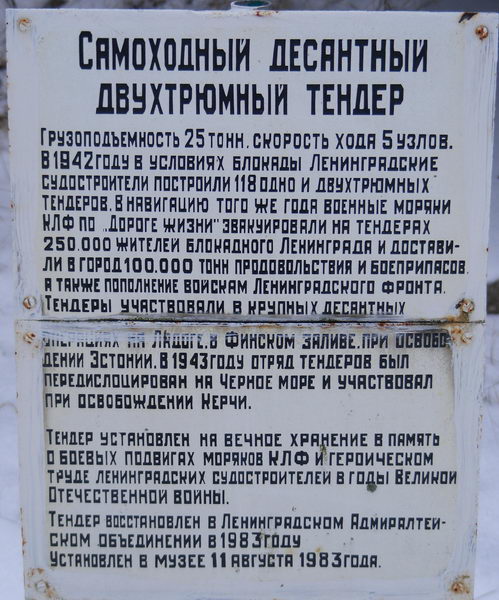 Самоходный десантный
двухтрюмный тендер
Грузоподъемность 25 тонн, скорость хода 5 узлов.
В 1942 году в условиях блокады Ленинградские
судостроители построили 118 одно и двухтрюмных
тендеров. В навигацию того же года военные моряки
КЛФ по „Дороге жизни" эвакуировали на тендерах
250.000 жителей блокадного Ленинграда и достави-
ли в город 100.000 тонн продовольствия и боеприпасов,
а также пополнение войскам Ленинградского фронта.
Тендеры участвовали в крупных десантных
операциях на Ладоге, в Финском заливе, при освобо-
дении Эстонии. В 1943 году отряд тендеров был
передислоцирован на Черное море и участвовал
при освобождении Керчи.
Тендер установлен на вечное хранение в память
о боевых подвигах моряков КЛФ и героическом
труде ленинградских судостроителей в годы Великой
Отечественной войны.
Тендер восстановлен в Ленинградском Адмиралтей-
ском объединении в 1983 году
Установлен в музее 11 августа 1983 года.